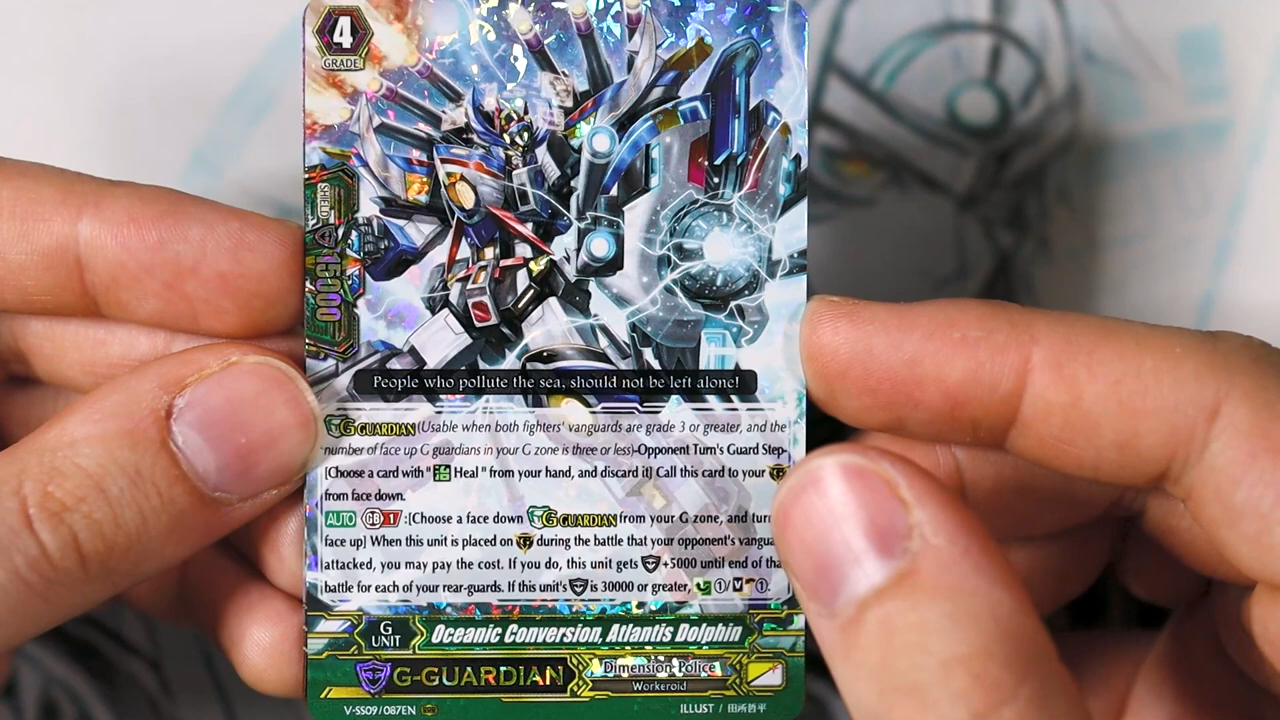 4
GRADE
SHIELD
15000
People who pollute the sea, should not be left alone!
G GUARDIAN (Usable when both fighters' vanguards are grade 3 or greater, and the
number of face up G guardians in your G zone is three or less)-Opponent Turn's Guard Step-
[Choose a card with " Heal " from your hand, and discard it] Call this card to your
from face down.
AUTO GB 1 :[Choose a face down G GUARDIAN from your G zone, and turn
face up] When this unit is placed on during the battle that your opponent's
attacked, you may pay the cost. If you do, this unit gets +5000 until end of
battle for each of your rear-guards. If this unit's is 30000 or greater, ① / V ①.
G
UNIT
Oceanic Conversion, Atlantis Dolphin
G-GUARDIAN
Dimension Police
Workeroid
V-SS09/087EN RRR
ILLUST / 田所哲平